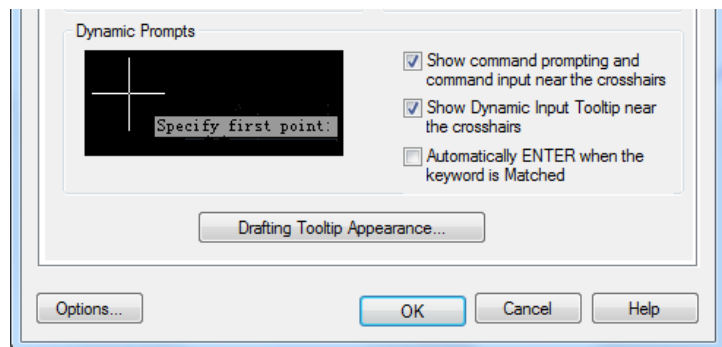 Dynamic Prompts
Specify first point:
Show command prompting and
command input near the crosshairs
Show Dynamic Input Tooltip near
the crosshairs
Automatically ENTER when the
keyword is Matched
Drafting Tooltip Appearance...
Options...
OK
Cancel
Help